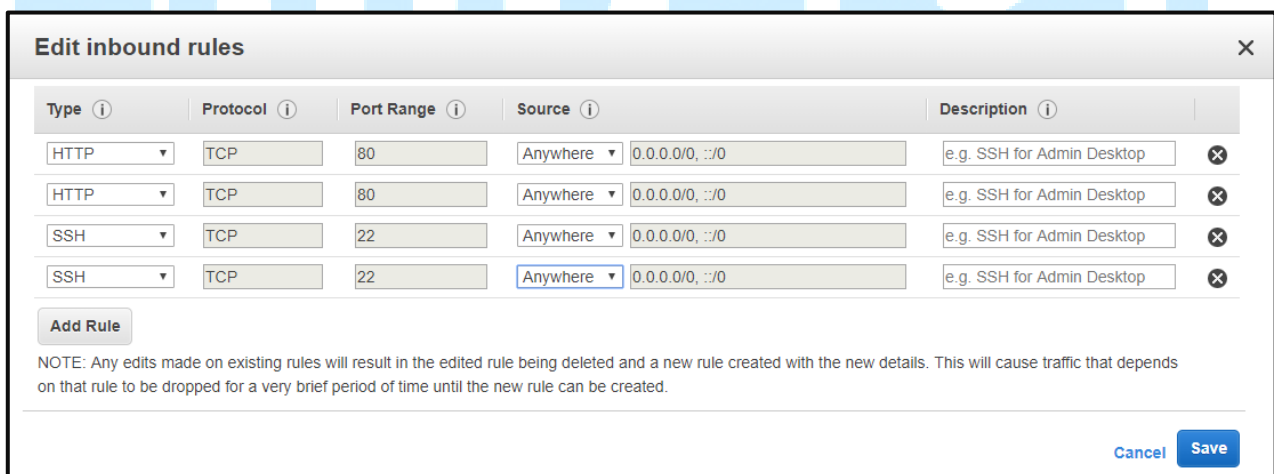 Edit inbound rules
Type Protocol Port Range Source Description
HTTP TCP 80 Anywhere 0.0.0.0/0, ::/0 e.g. SSH for Admin Desktop
HTTP TCP 80 Anywhere 0.0.0.0/0, ::/0 e.g. SSH for Admin Desktop
SSH TCP 22 Anywhere 0.0.0.0/0, ::/0 e.g. SSH for Admin Desktop
SSH TCP 22 Anywhere 0.0.0.0/0, ::/0 e.g. SSH for Admin Desktop
Add Rule
NOTE: Any edits made on existing rules will result in the edited rule being deleted and a new rule created with the new details. This will cause traffic that depends
on that rule to be dropped for a very brief period of time until the new rule can be created.
Cancel Save